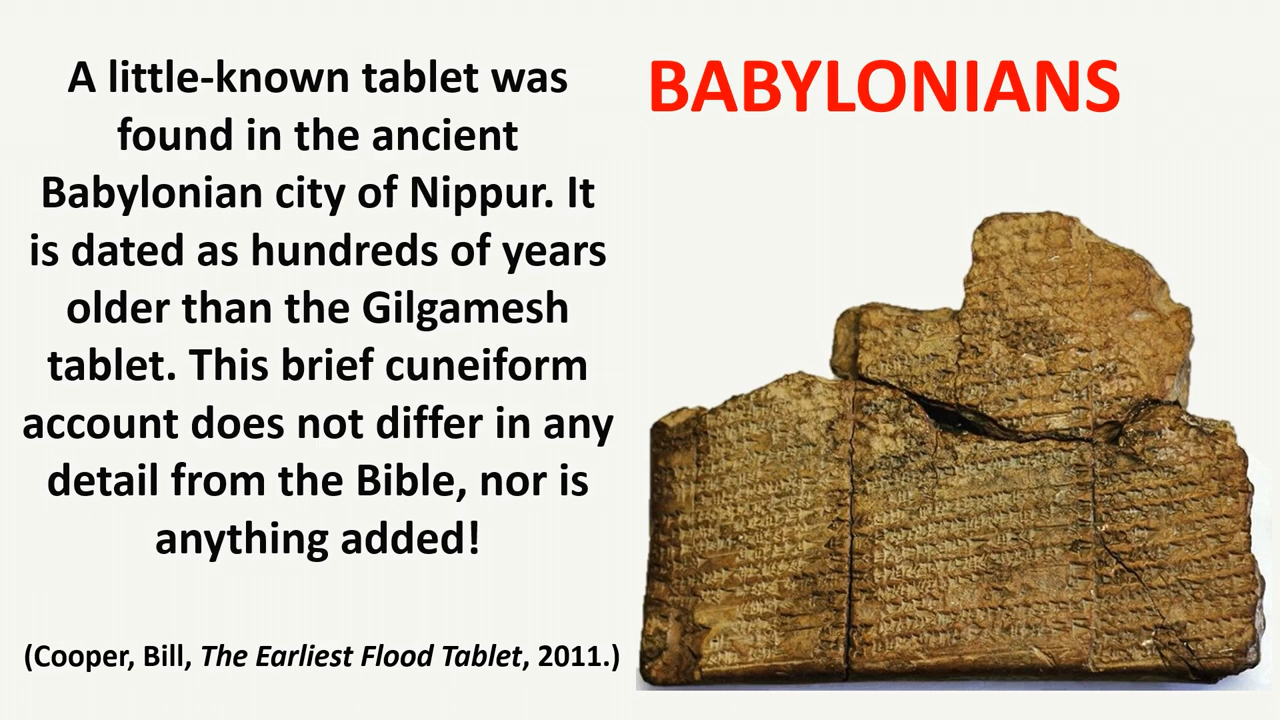 A little-known tablet was
found in the ancient
Babylonian city of Nippur. It
is dated as hundreds of years
older than the Gilgamesh
tablet. This brief cuneiform
account does not differ in any
detail from the Bible, nor is
anything added!
(Cooper, Bill, The Earliest Flood Tablet, 2011.)
BABYLONIANS